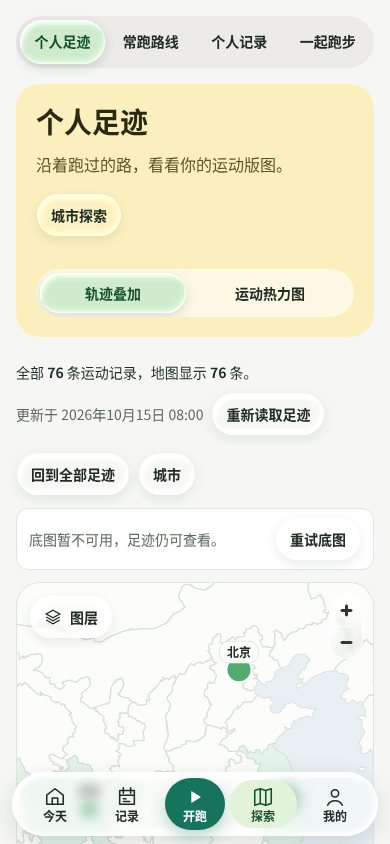 个人足迹 常跑路线 个人记录 一起跑步
个人足迹
沿着跑过的路，看看你的运动版图。
城市探索
轨迹叠加 运动热力图
全部 76 条运动记录，地图显示 76 条。
更新于 2026年10月15日 08:00 重新读取足迹
回到全部足迹 城市
底图暂不可用，足迹仍可查看。 重试底图
图层 +
北京 −
今天 记录 开跑 探索 我的